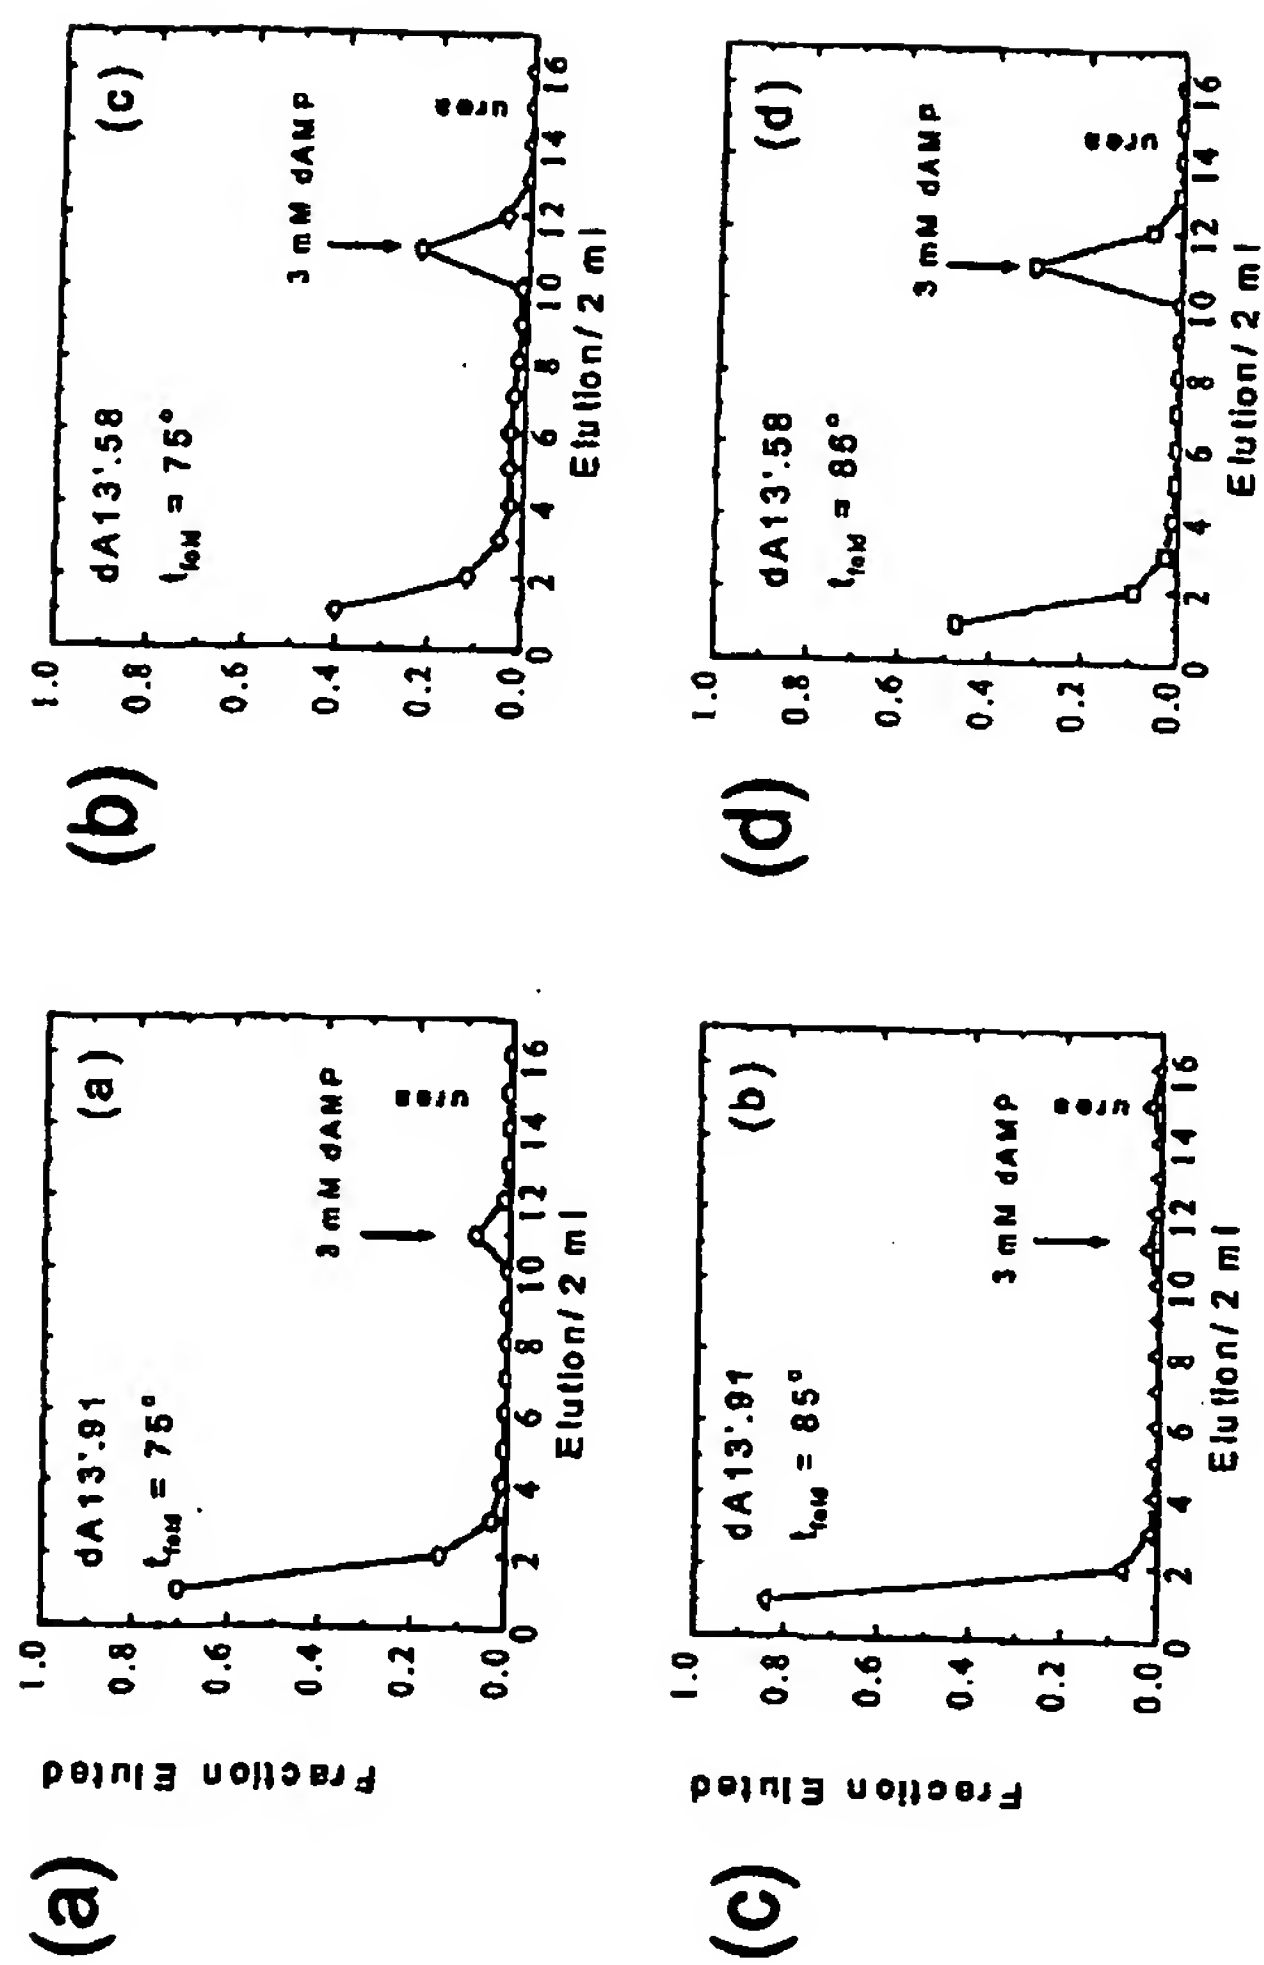 (a)
Fraction Eluted
1.0
0.8
0.6
0.4
0.2
0.0
dA13'.91
(a)
tfold = 75°
3 mM dAMP
urea
0 2 4 6 8 10 12 14 16
Elution/2 ml
(b)
1.0
0.8
0.6
0.4
0.2
0.0
dA13'.58
(c)
tfold = 75°
3 mM dAMP
urea
0 2 4 6 8 10 12 14 16
Elution/2 ml
(c)
Fraction Eluted
1.0
0.8
0.6
0.4
0.2
0.0
dA13'.91
(b)
tfold = 85°
3 mM dAMP
urea
0 2 4 6 8 10 12 14 16
Elution/2 ml
(d)
1.0
0.8
0.6
0.4
0.2
0.0
dA13'.58
(d)
tfold = 86°
3 mM dAMP
urea
0 2 4 6 8 10 12 14 16
Elution/2 ml